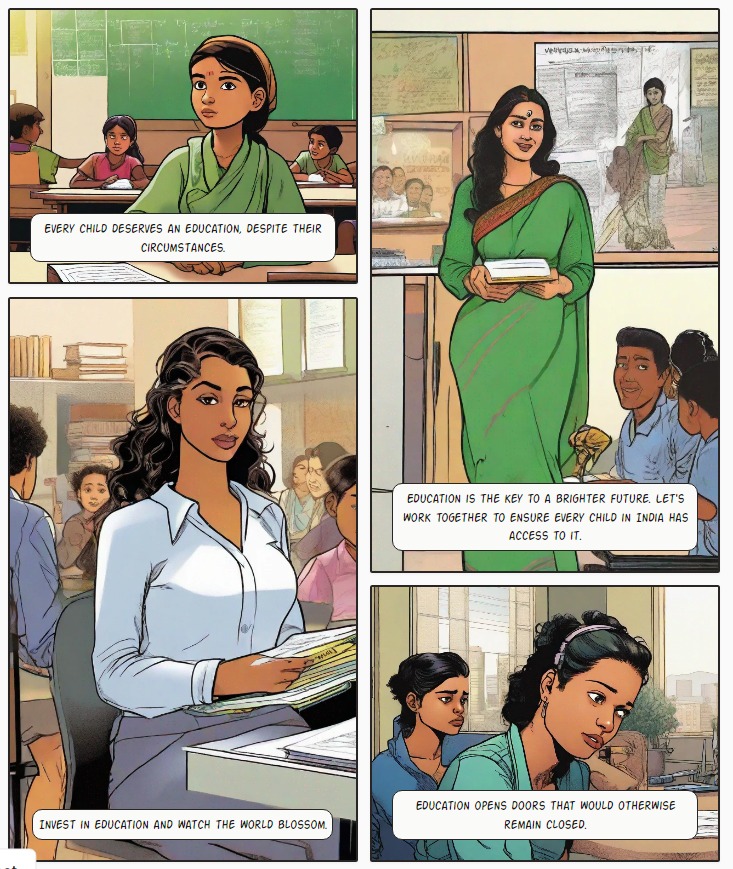 EVERY CHILD DESERVES AN EDUCATION, DESPITE THEIR
CIRCUMSTANCES.
EDUCATION IS THE KEY TO A BRIGHTER FUTURE. LET'S
WORK TOGETHER TO ENSURE EVERY CHILD IN INDIA HAS
ACCESS TO IT.
INVEST IN EDUCATION AND WATCH THE WORLD BLOSSOM.
EDUCATION OPENS DOORS THAT WOULD OTHERWISE
REMAIN CLOSED.